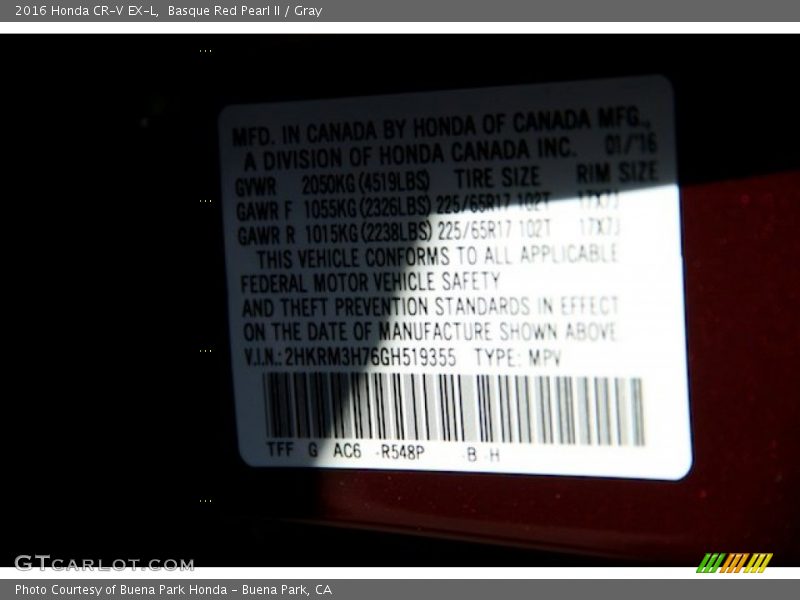 2016 Honda CR-V EX-L, Basque Red Pearl II / Gray
MFD. IN CANADA BY HONDA OF CANADA MFG.,
A DIVISION OF HONDA CANADA INC. 01/'16
GVWR 2050KG (4519LBS) TIRE SIZE RIM SIZE
GAWR F 1055KG (2326LBS) 225/65R17 102T 17X7J
GAWR R 1015KG (2238LBS) 225/65R17 102T 17X7J
THIS VEHICLE CONFORMS TO ALL APPLICABLE
FEDERAL MOTOR VEHICLE SAFETY
AND THEFT PREVENTION STANDARDS IN EFFECT
ON THE DATE OF MANUFACTURE SHOWN ABOVE
V.I.N.: 2HKRM3H76GH519355 TYPE: MPV
TFF G AC6 -R548P -B -H
GTCARLOT.COM
Photo Courtesy of Buena Park Honda - Buena Park, CA